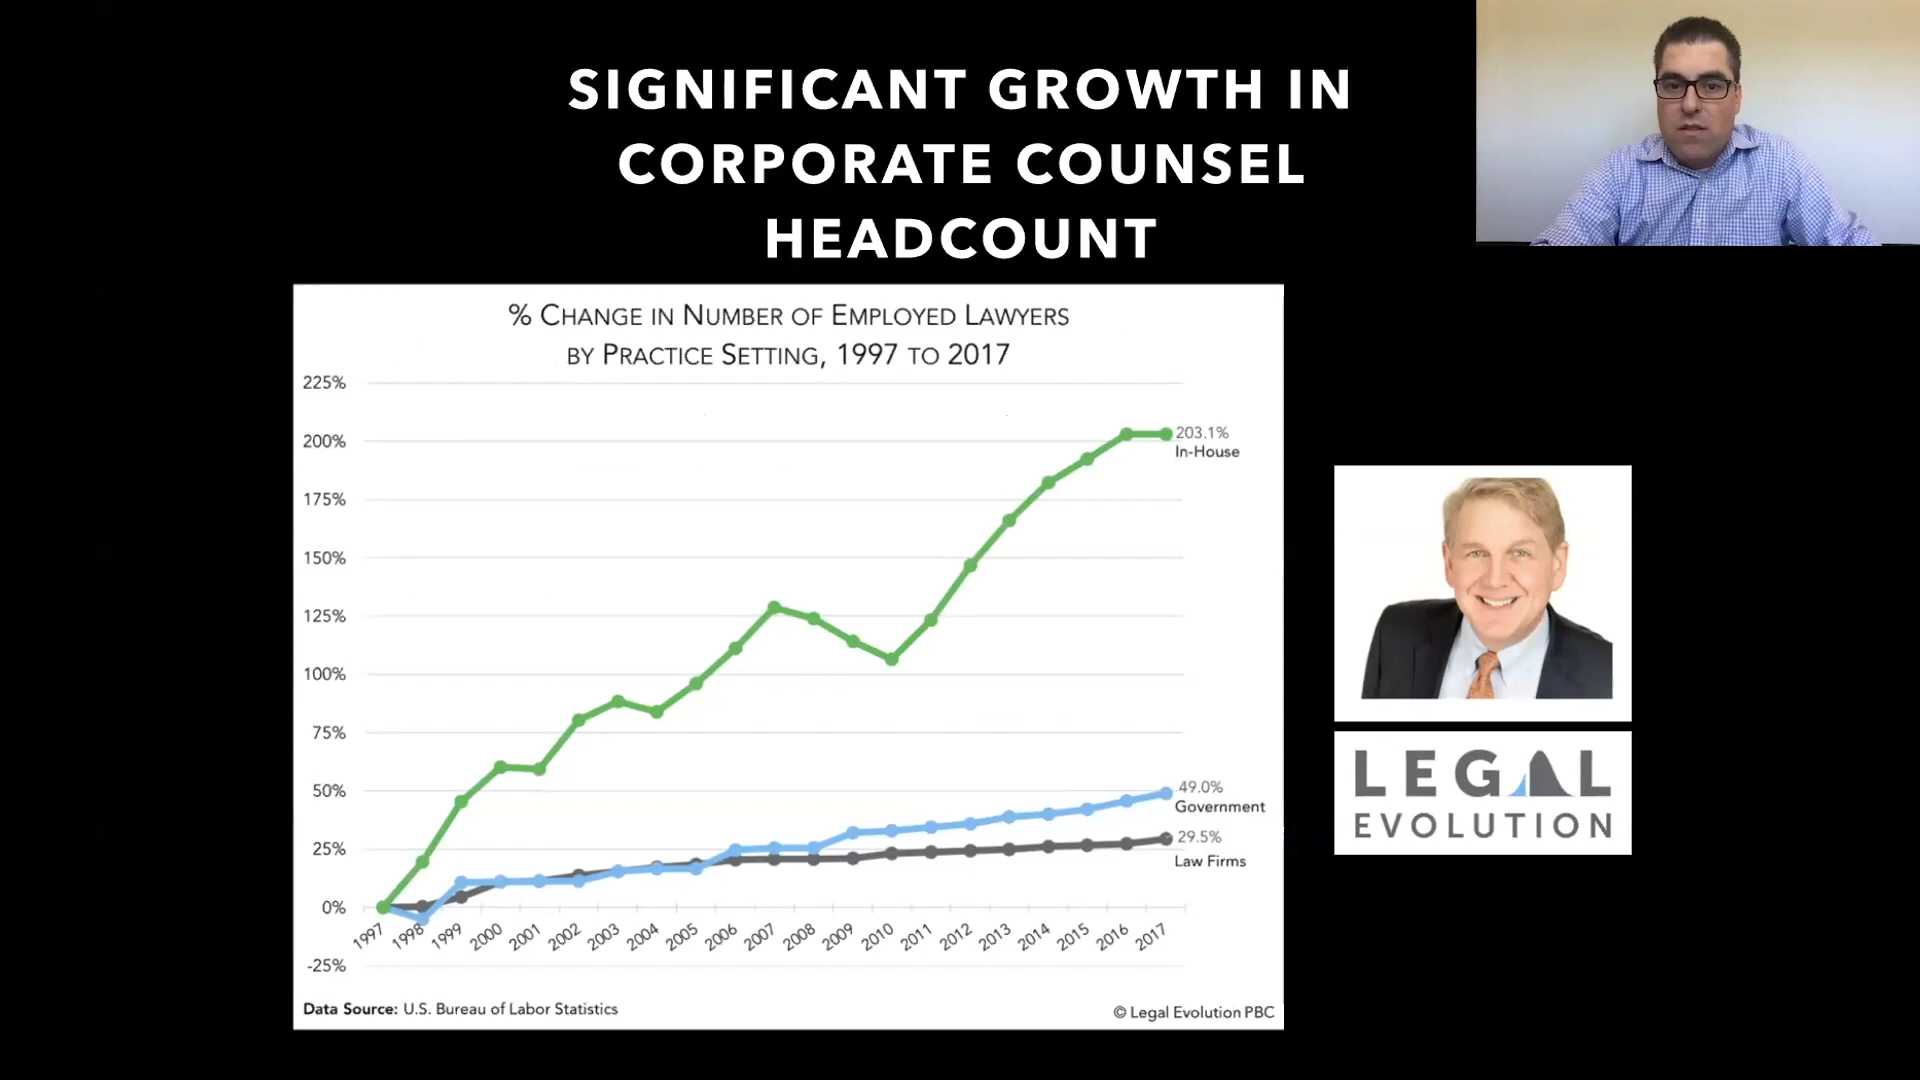 SIGNIFICANT GROWTH IN
CORPORATE COUNSEL
HEADCOUNT
% CHANGE IN NUMBER OF EMPLOYED LAWYERS
BY PRACTICE SETTING, 1997 TO 2017
225%
200%
175%
150%
125%
100%
75%
50%
25%
0%
-25%
203.1%
In-House
49.0%
Government
29.5%
Law Firms
1997 1998 1999 2000 2001 2002 2003 2004 2005 2006 2007 2008 2009 2010 2011 2012 2013 2014 2015 2016 2017
Data Source: U.S. Bureau of Labor Statistics
© Legal Evolution PBC
LEGAL
EVOLUTION